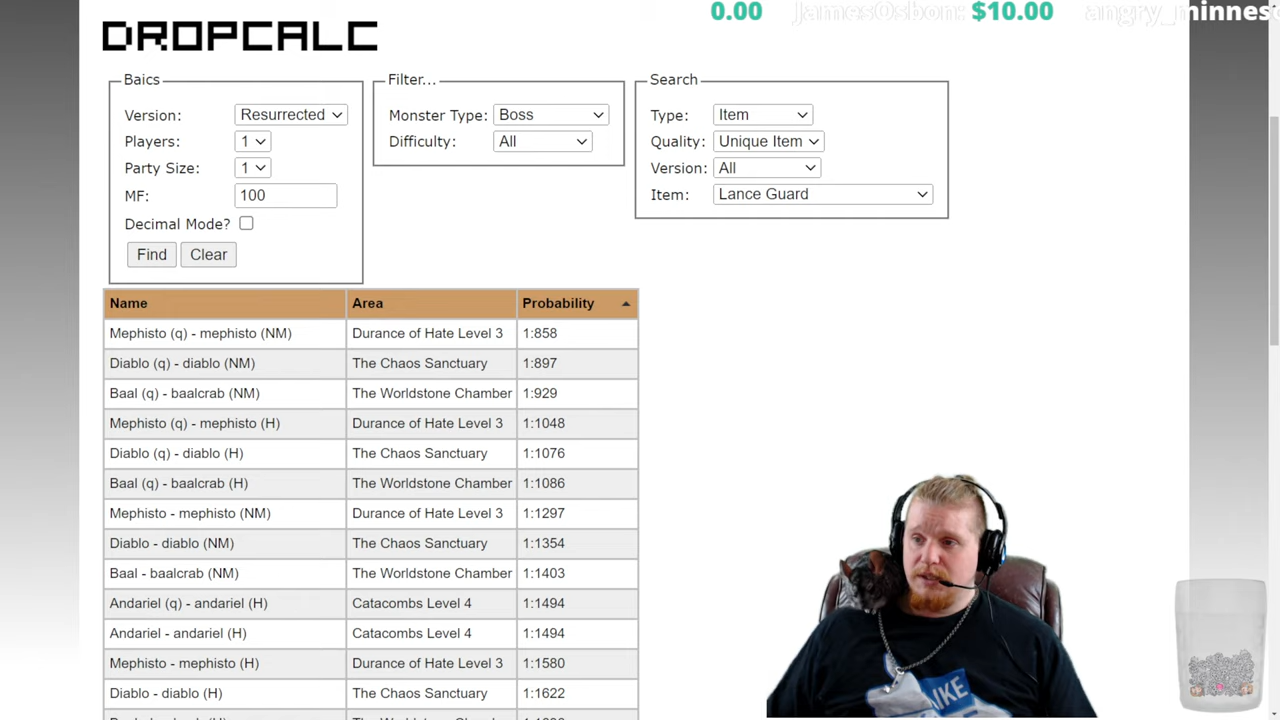 0.00 JamesOsbon: $10.00 angry_minnes
DROPCALC
Baics
Version: Resurrected
Players: 1
Party Size: 1
MF: 100
Decimal Mode?
Find Clear
Filter...
Monster Type: Boss
Difficulty: All
Search
Type: Item
Quality: Unique Item
Version: All
Item: Lance Guard
Name Area Probability
Mephisto (q) - mephisto (NM) Durance of Hate Level 3 1:858
Diablo (q) - diablo (NM) The Chaos Sanctuary 1:897
Baal (q) - baalcrab (NM) The Worldstone Chamber 1:929
Mephisto (q) - mephisto (H) Durance of Hate Level 3 1:1048
Diablo (q) - diablo (H) The Chaos Sanctuary 1:1076
Baal (q) - baalcrab (H) The Worldstone Chamber 1:1086
Mephisto - mephisto (NM) Durance of Hate Level 3 1:1297
Diablo - diablo (NM) The Chaos Sanctuary 1:1354
Baal - baalcrab (NM) The Worldstone Chamber 1:1403
Andariel (q) - andariel (H) Catacombs Level 4 1:1494
Andariel - andariel (H) Catacombs Level 4 1:1494
Mephisto - mephisto (H) Durance of Hate Level 3 1:1580
Diablo - diablo (H) The Chaos Sanctuary 1:1622